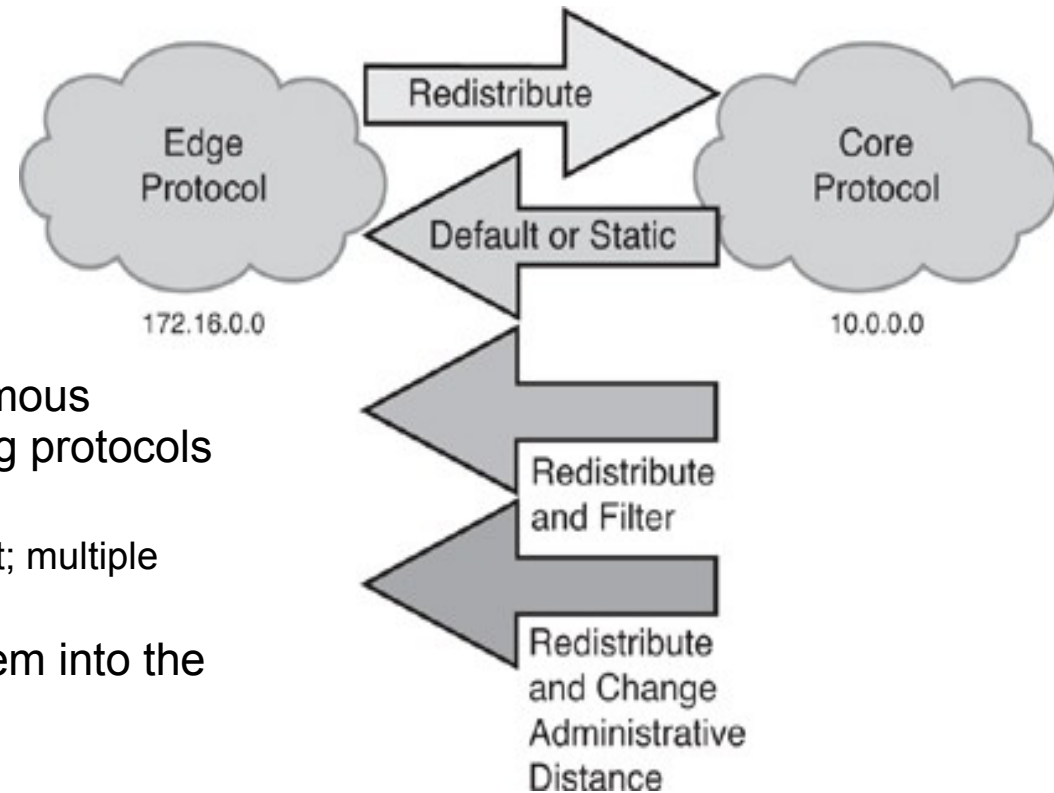 Redistribute
Edge
Protocol
Core
Protocol
Default or Static
172.16.0.0
10.0.0.0
mous
g protocols
Redistribute
and Filter
t; multiple
em into the
Redistribute
and Change
Administrative
Distance